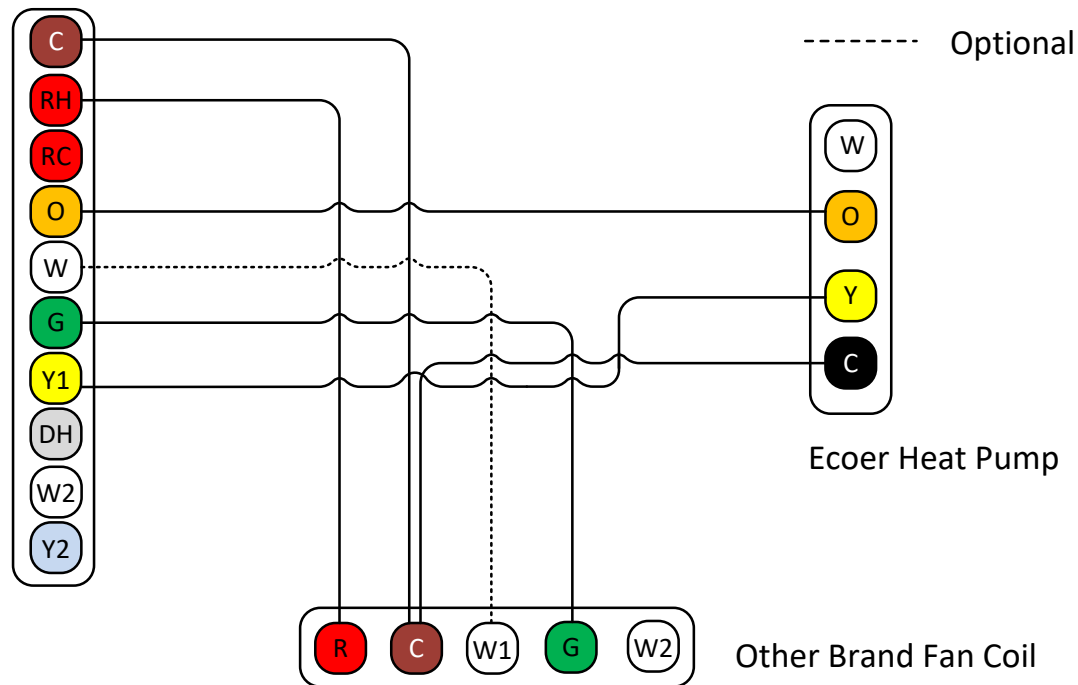 C
RH
RC
O
W
G
Y1
DH
W2
Y2
Optional
W
O
Y
C
Ecoer Heat Pump
R
C
W1
G
W2
Other Brand Fan Coil